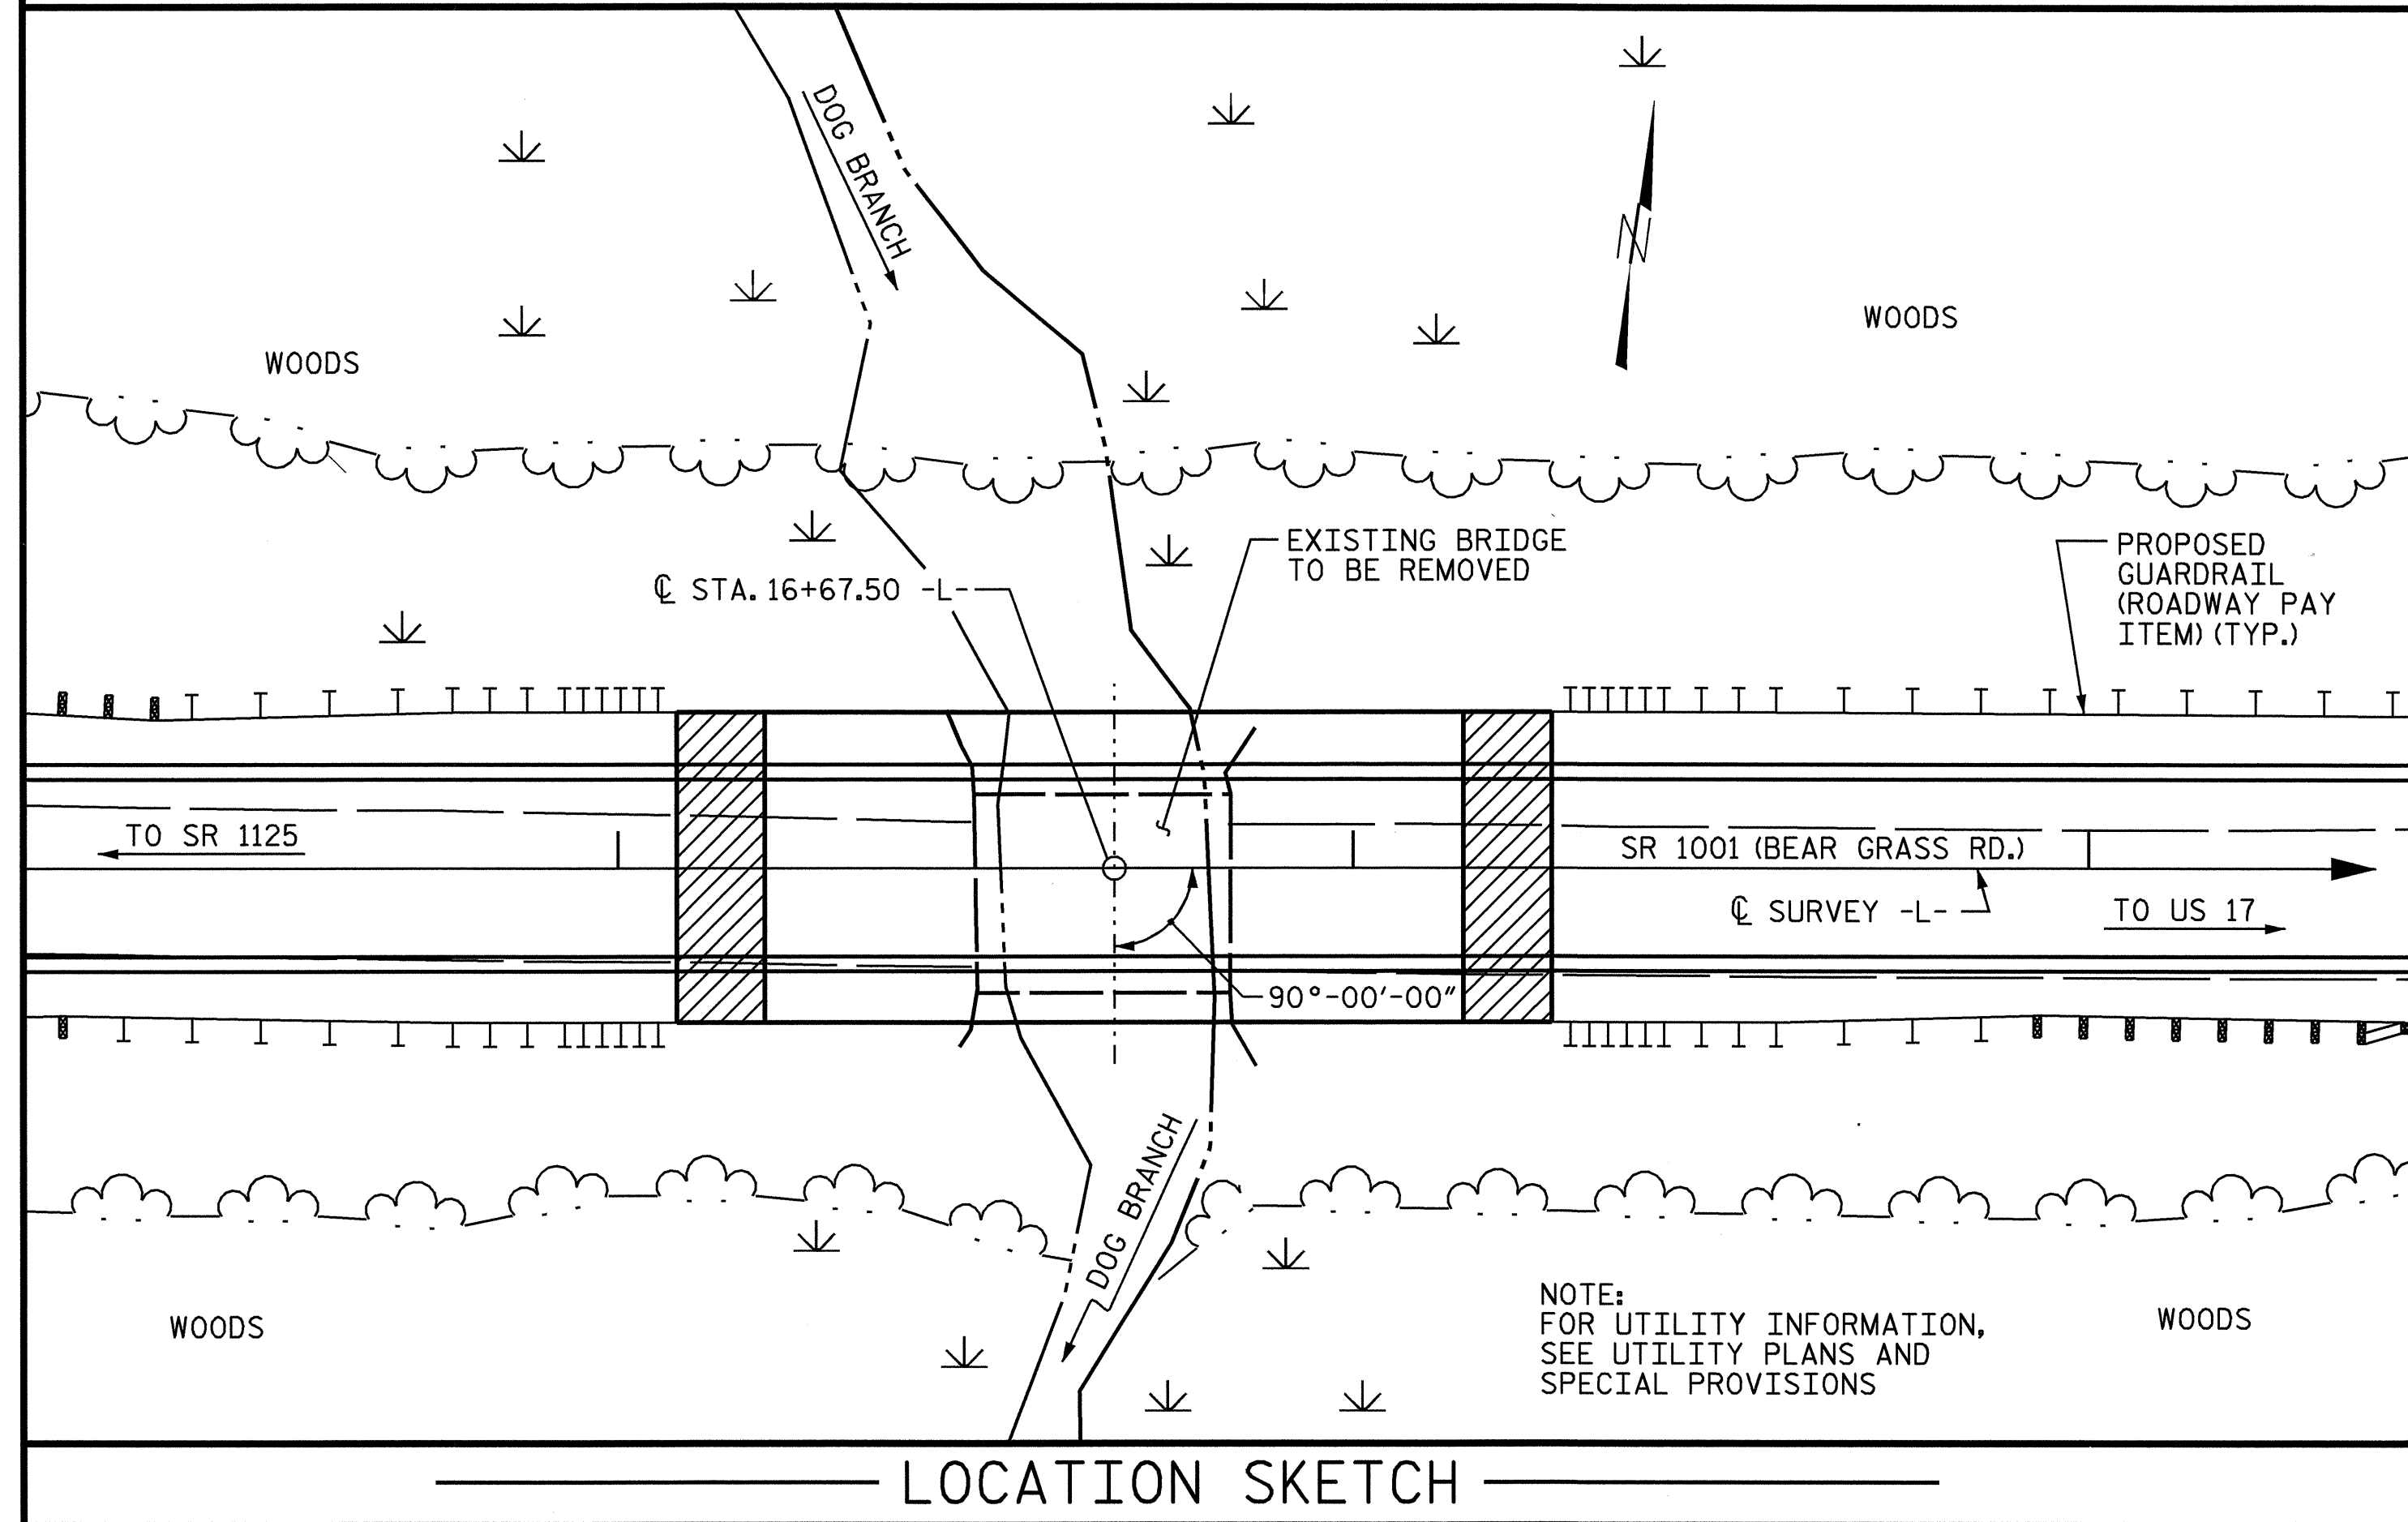 DOG BRANCH
N
WOODS
WOODS
EXISTING BRIDGE
TO BE REMOVED
PROPOSED
GUARDRAIL
(ROADWAY PAY
ITEM) (TYP.)
℄ STA. 16+67.50 -L-
TO SR 1125
SR 1001 (BEAR GRASS RD.)
℄ SURVEY -L-
TO US 17
90°-00'-00"
DOG BRANCH
WOODS
NOTE:
FOR UTILITY INFORMATION,
SEE UTILITY PLANS AND
SPECIAL PROVISIONS
WOODS
LOCATION SKETCH